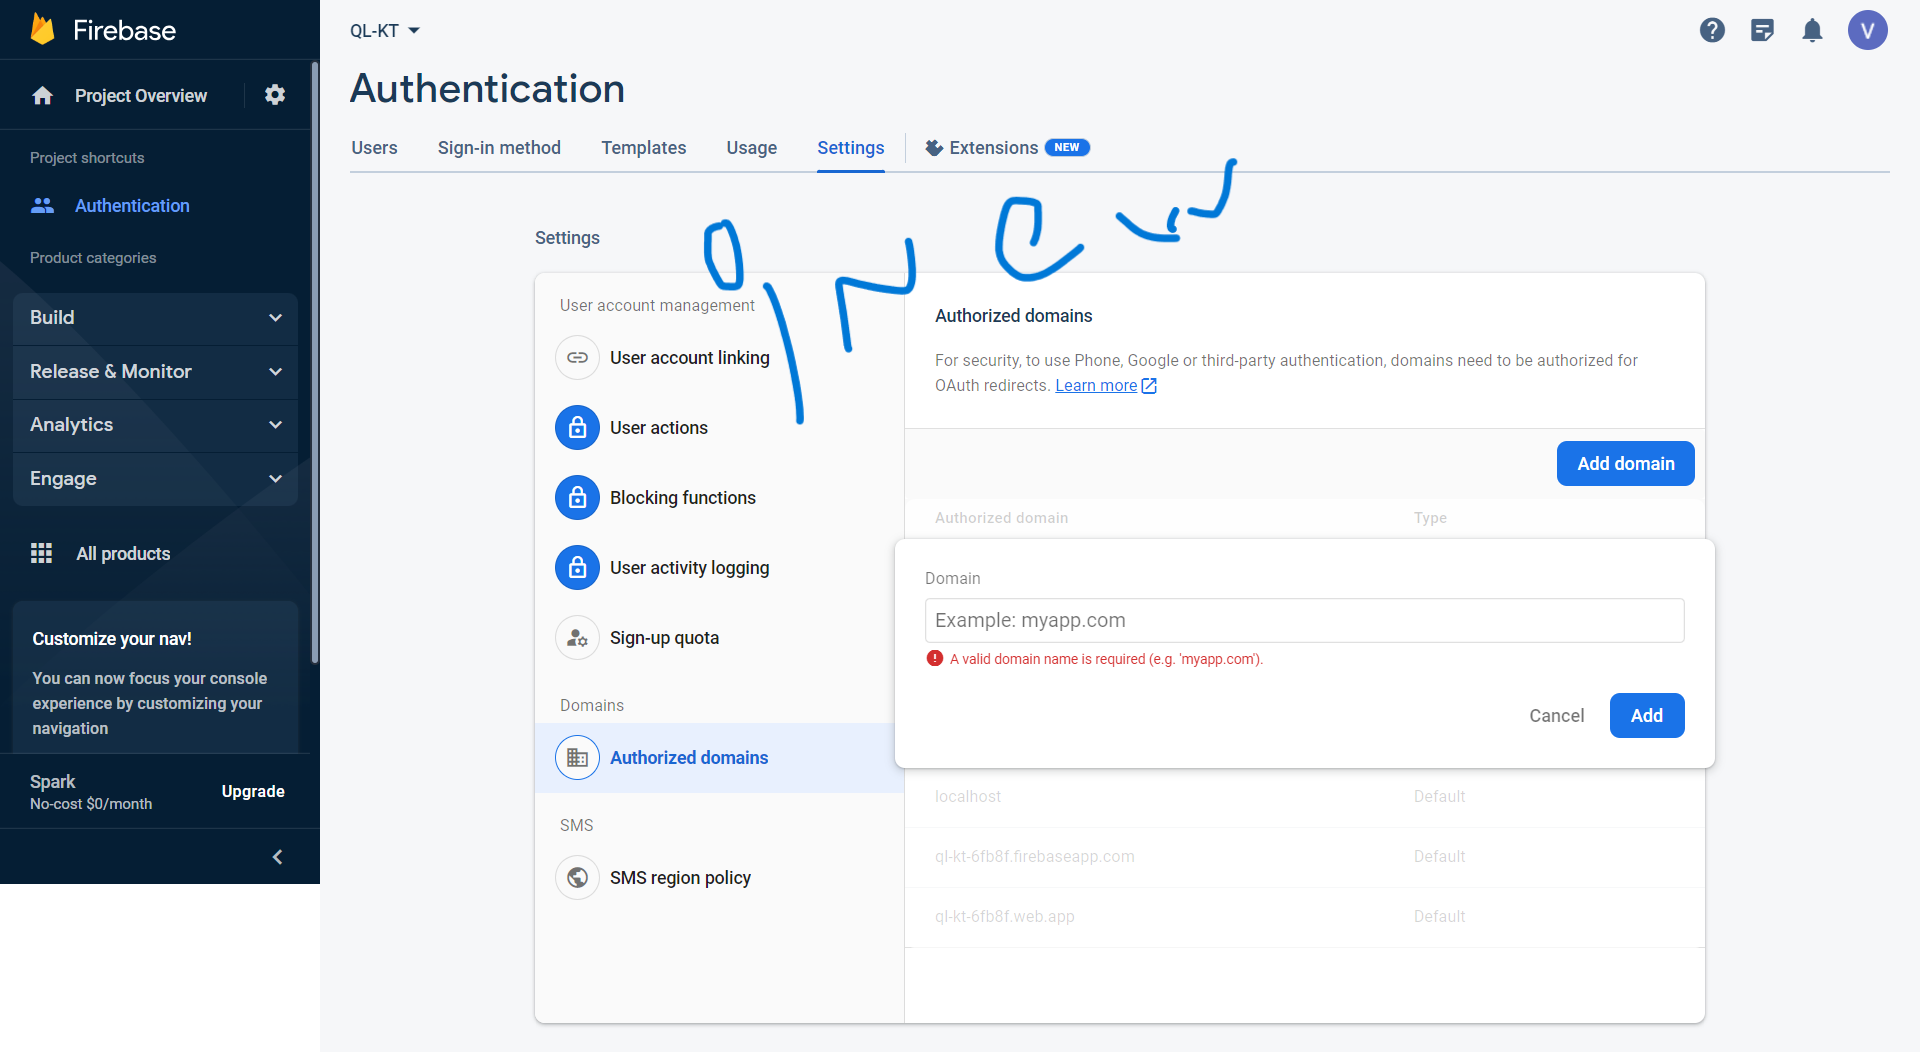 Firebase
QL-KT
Project Overview
Authentication
Users Sign-in method Templates Usage Settings Extensions NEW
Project shortcuts
Authentication
Product categories
Build
Release & Monitor
Analytics
Engage
All products
Customize your nav!
You can now focus your console
experience by customizing your
navigation
Spark
No-cost $0/month
Upgrade
V
Settings
User account management
User account linking
User actions
Blocking functions
User activity logging
Sign-up quota
Domains
Authorized domains
SMS
SMS region policy
Authorized domains
For security, to use Phone, Google or third-party authentication, domains need to be authorized for
OAuth redirects. Learn more
Add domain
Authorized domain Type
Domain
Example: myapp.com
A valid domain name is required (e.g. 'myapp.com').
Cancel Add
localhost Default
ql-kt-6fb8f.firebaseapp.com Default
ql-kt-6fb8f.web.app Default